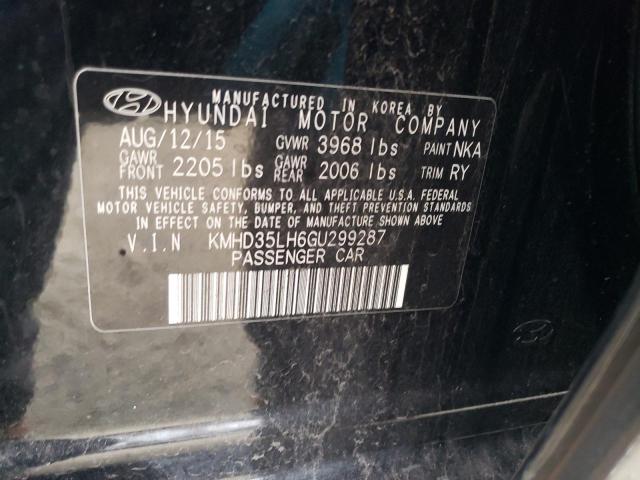 MANUFACTURED IN KOREA BY
HYUNDAI MOTOR COMPANY
AUG/12/15 GVWR 3968 lbs PAINT NKA
GAWR FRONT 2205 lbs GAWR REAR 2006 lbs TRIM RY
THIS VEHICLE CONFORMS TO ALL APPLICABLE U.S.A. FEDERAL
MOTOR VEHICLE SAFETY, BUMPER, AND THEFT PREVENTION STANDARDS
IN EFFECT ON THE DATE OF MANUFACTURE SHOWN ABOVE.
V.I.N KMHD35LH6GU299287
PASSENGER CAR